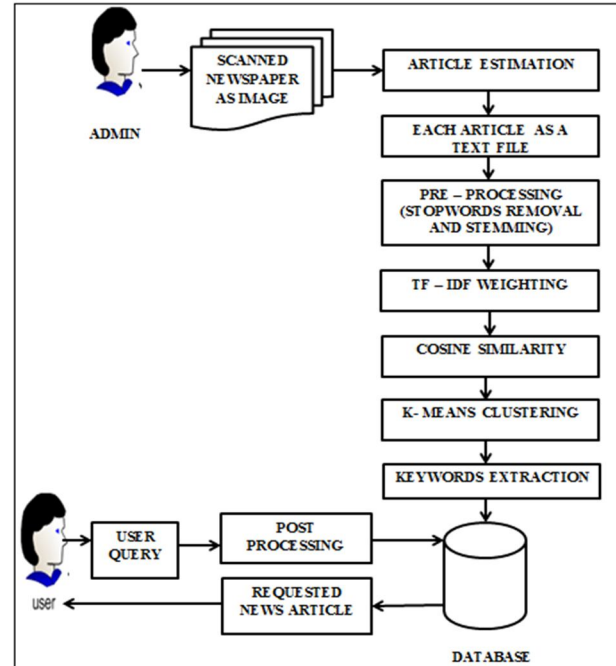 SCANNED
NEWSPAPER
AS IMAGE
ADMIN
ARTICLE ESTIMATION
EACH ARTICLE AS A
TEXT FILE
PRE – PROCESSING
(STOPWORDS REMOVAL
AND STEMMING)
TF – IDF WEIGHTING
COSINE SIMILARITY
K- MEANS CLUSTERING
KEYWORDS EXTRACTION
USER
QUERY
POST
PROCESSING
REQUESTED
NEWS ARTICLE
user
DATABASE